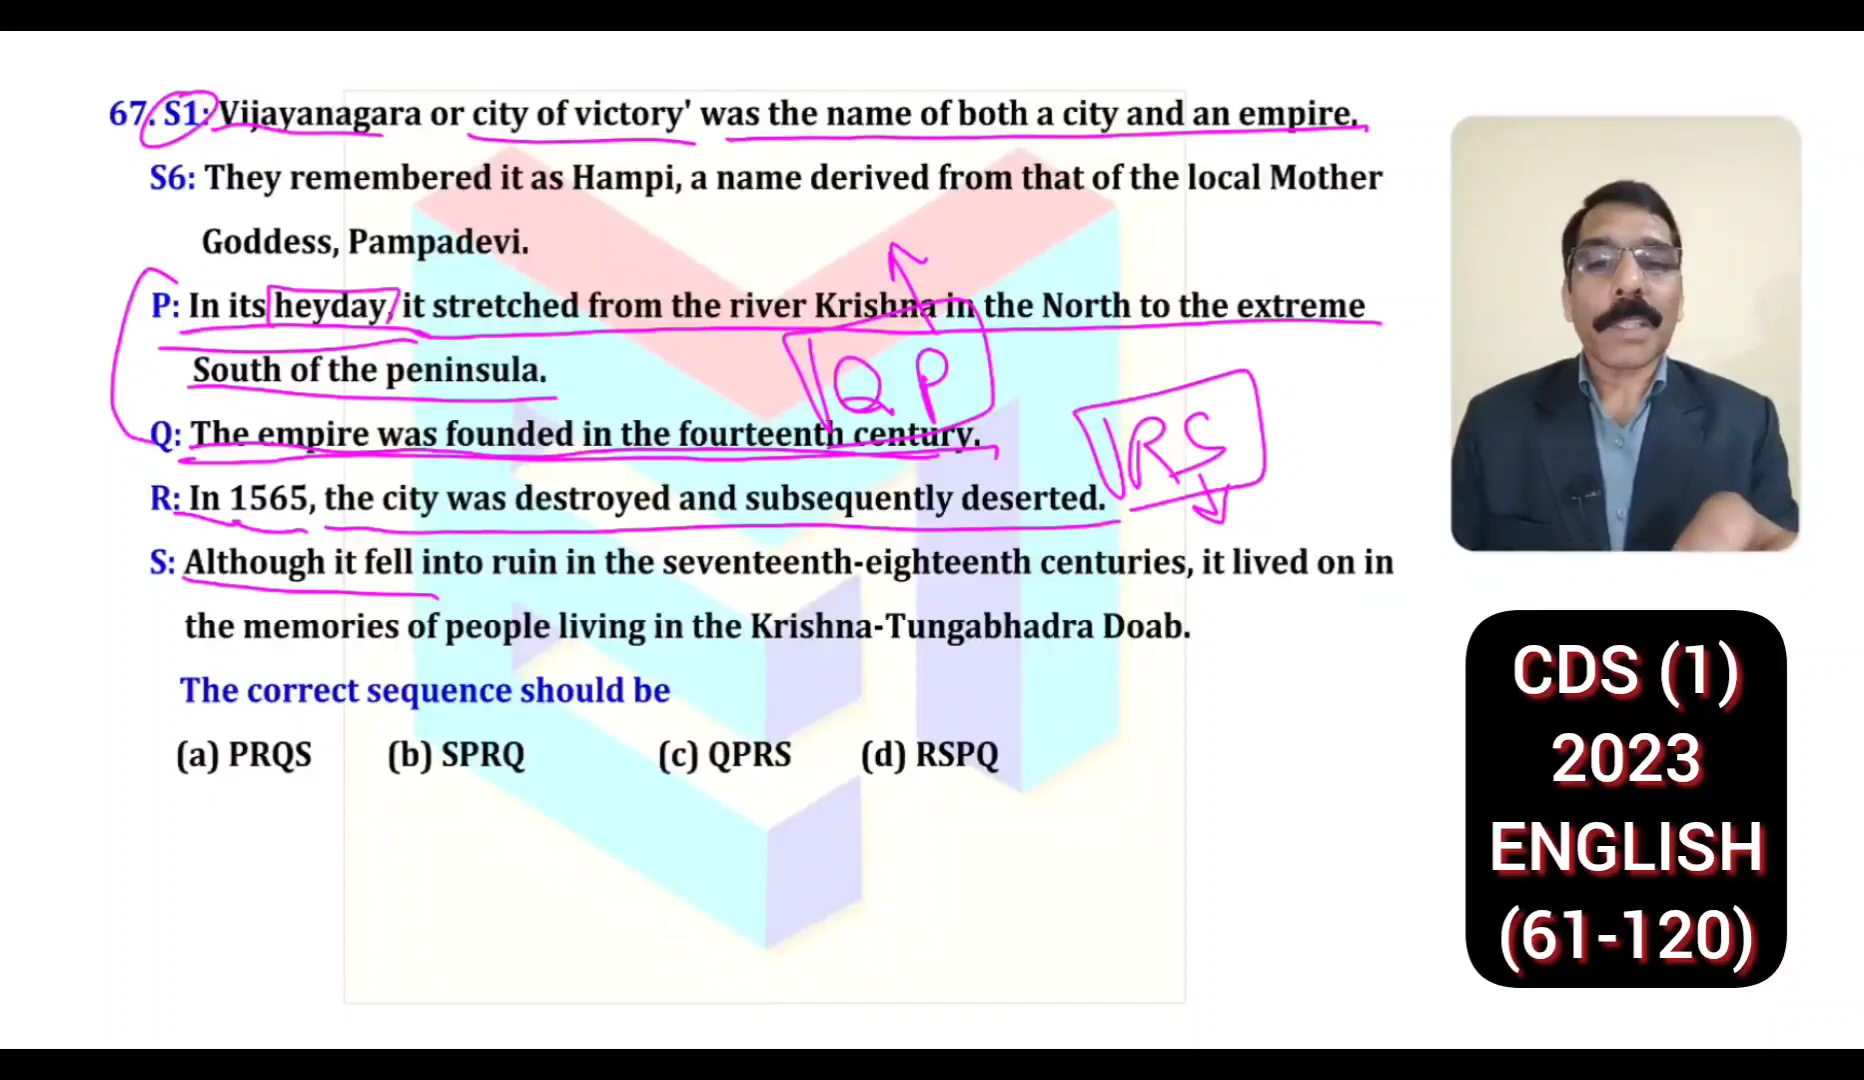 67. S1: Vijayanagara or city of victory' was the name of both a city and an empire.
S6: They remembered it as Hampi, a name derived from that of the local Mother
Goddess, Pampadevi.
P: In its heyday, it stretched from the river Krishna in the North to the extreme
South of the peninsula.
Q P
Q: The empire was founded in the fourteenth century.
RS
R: In 1565, the city was destroyed and subsequently deserted.
S: Although it fell into ruin in the seventeenth-eighteenth centuries, it lived on in
the memories of people living in the Krishna-Tungabhadra Doab.
The correct sequence should be
(a) PRQS (b) SPRQ (c) QPRS (d) RSPQ
CDS (1)
2023
ENGLISH
(61-120)